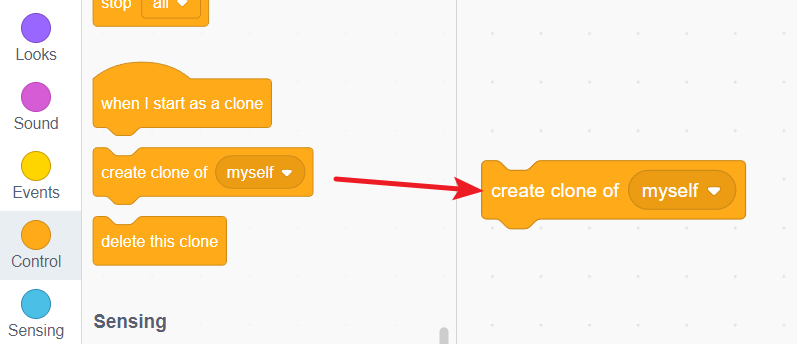 stop all
Looks
when I start as a clone
Sound
create clone of myself
create clone of myself
Events
delete this clone
Control
Sensing
Sensing